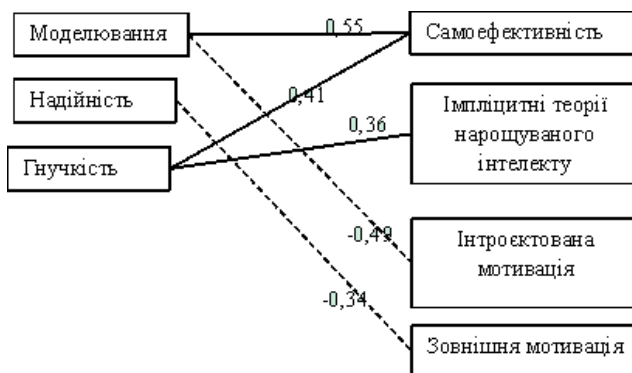 Моделювання
0,55
Самоефективність
Надійність
0,41
Імпліцитні теорії
нарощуваного
інтелекту
0,36
Гнучкість
-0,49
Інтроєктована
мотивація
-0,34
Зовнішня мотивація